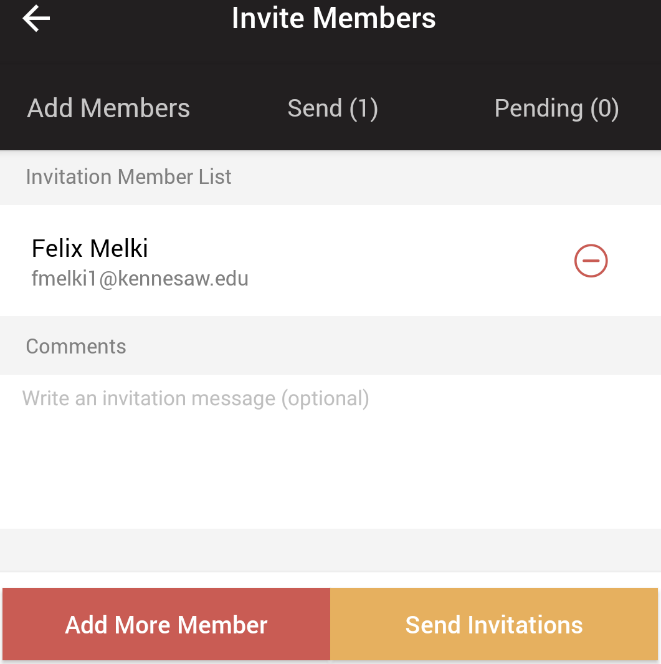 Invite Members
Add Members Send (1) Pending (0)
Invitation Member List
Felix Melki
fmelki1@kennesaw.edu
Comments
Write an invitation message (optional)
Add More Member Send Invitations